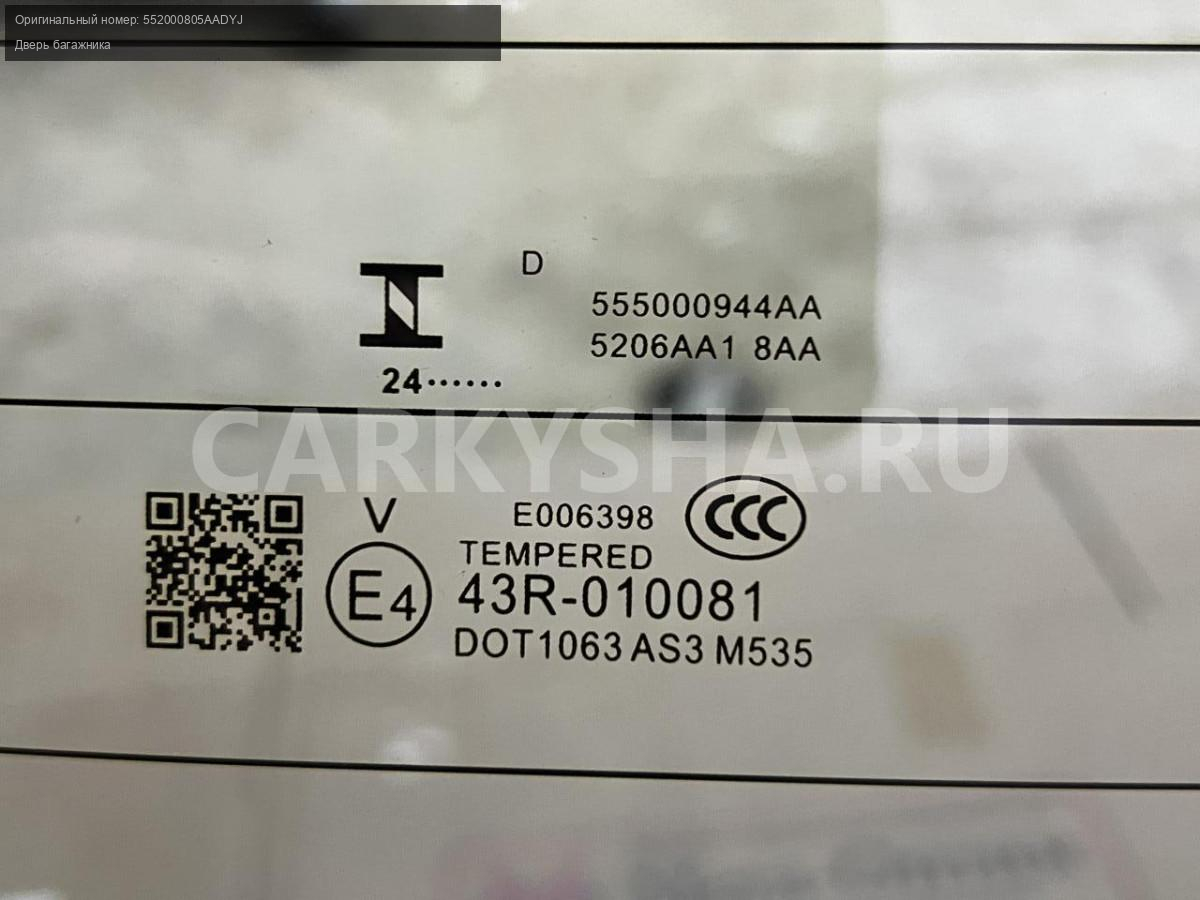 Оригинальный номер: 552000805AADYJ
Дверь багажника
D
555000944AA
5206AA1 8AA
24······
CARKYSHA.RU
V
E006398
CCC
TEMPERED
E4
43R-010081
DOT1063 AS3 M535